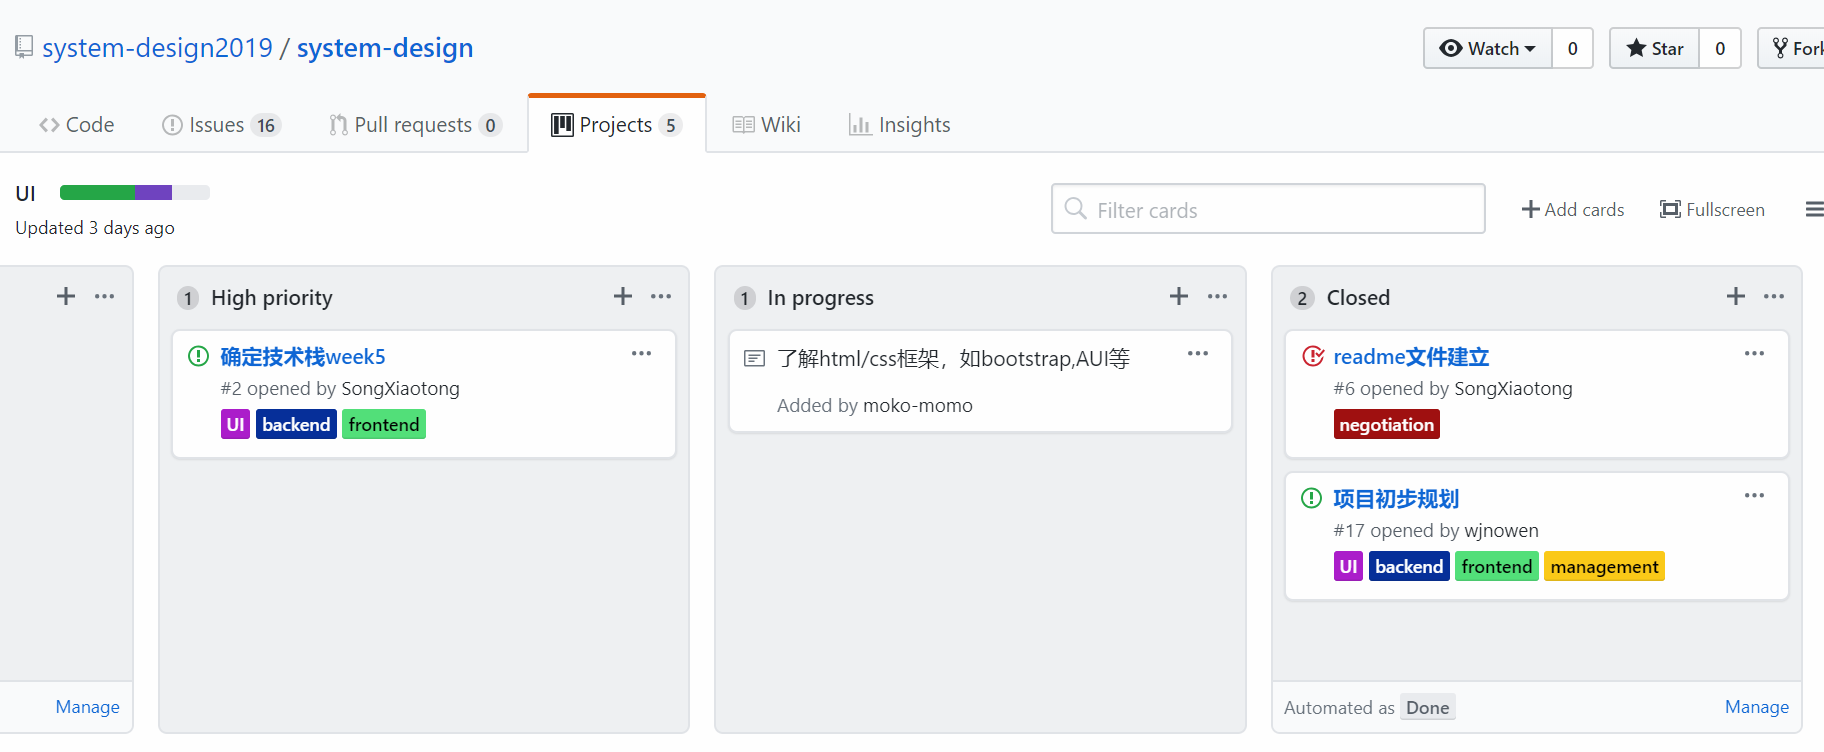 system-design2019 / system-design
Watch 0 Star 0 Fork
Code Issues 16 Pull requests 0 Projects 5 Wiki Insights
UI
Updated 3 days ago
Filter cards
Add cards
Fullscreen
Manage
1 High priority
确定技术栈week5
#2 opened by SongXiaotong
UI backend frontend
1 In progress
了解html/css框架，如bootstrap,AUI等
Added by moko-momo
2 Closed
readme文件建立
#6 opened by SongXiaotong
negotiation
项目初步规划
#17 opened by wjnowen
UI backend frontend management
Automated as Done Manage